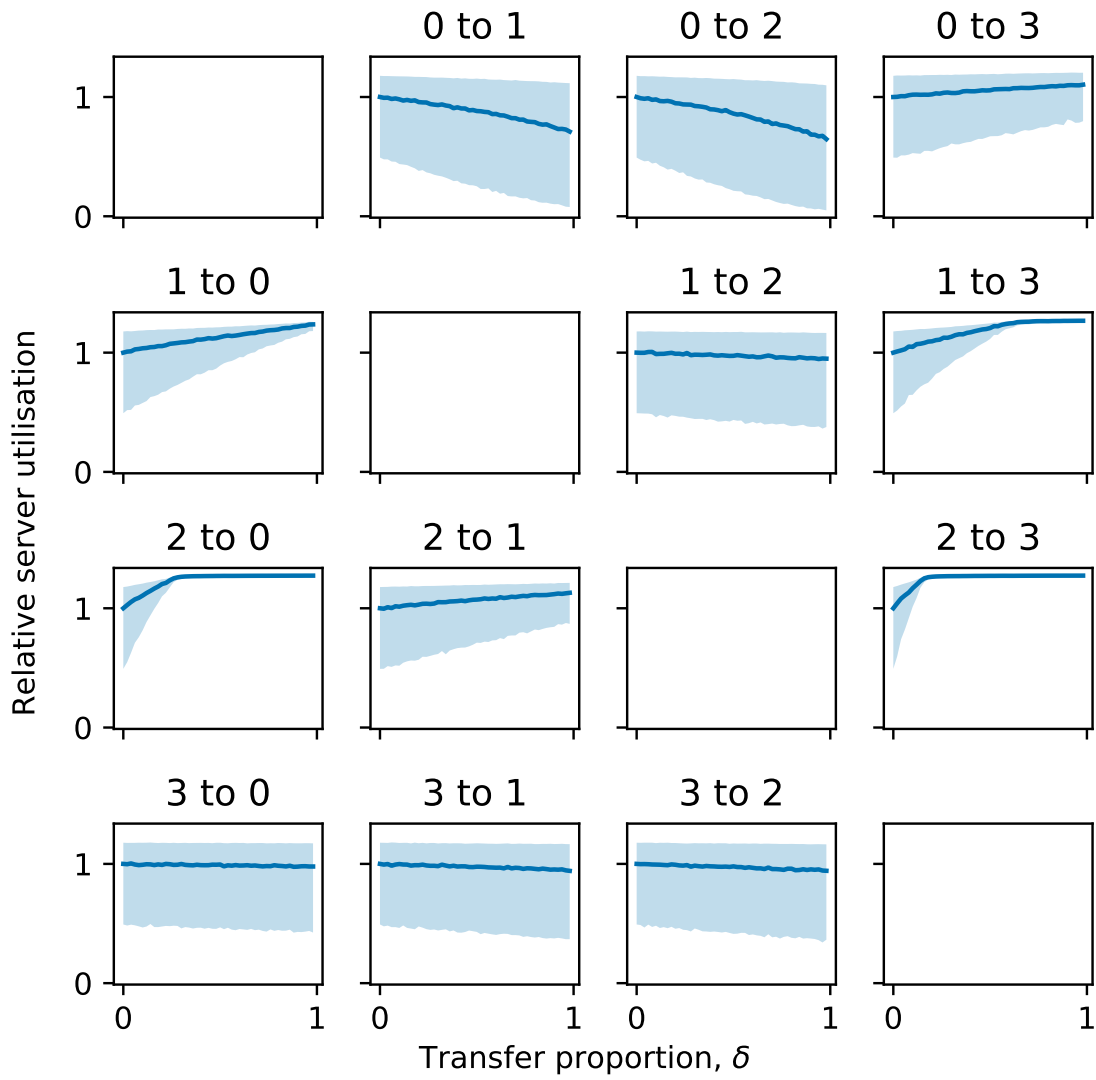 0 to 1 0 to 2 0 to 3
1
0
1 to 0 1 to 2 1 to 3
1
0
2 to 0 2 to 1 2 to 3
1
0
3 to 0 3 to 1 3 to 2
1
0
0 1 0 1 0 1 0 1
Relative server utilisation
Transfer proportion, δ